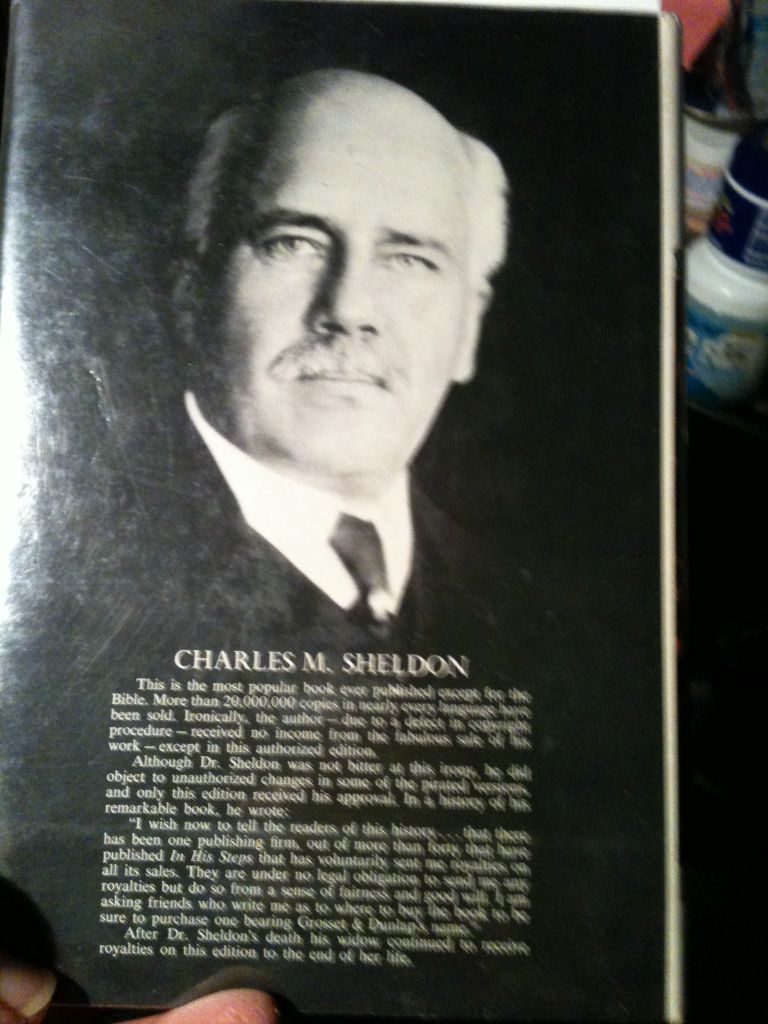 CHARLES M. SHELDON
This is the most popular book ever published except for the
Bible. More than 20,000,000 copies in nearly every language have
been sold. Ironically, the author — due to a defect in copyright
procedure — received no income from the fabulous sale of his
work — except in this authorized edition.
Although Dr. Sheldon was not bitter at this irony, he did
object to unauthorized changes in some of the pirated versions,
and only this edition received his approval. In a history of his
remarkable book, he wrote:
"I wish now to tell the readers of this history . . . that there
has been one publishing firm, out of more than forty that have
published In His Steps that has voluntarily sent me royalties on
all its sales. They are under no legal obligation to send me any
royalties but do so from a sense of fairness and good will. I am
asking friends who write me as to where to buy the book to be
sure to purchase one bearing Grosset & Dunlap's name."
After Dr. Sheldon's death his widow continued to receive
royalties on this edition to the end of her life.